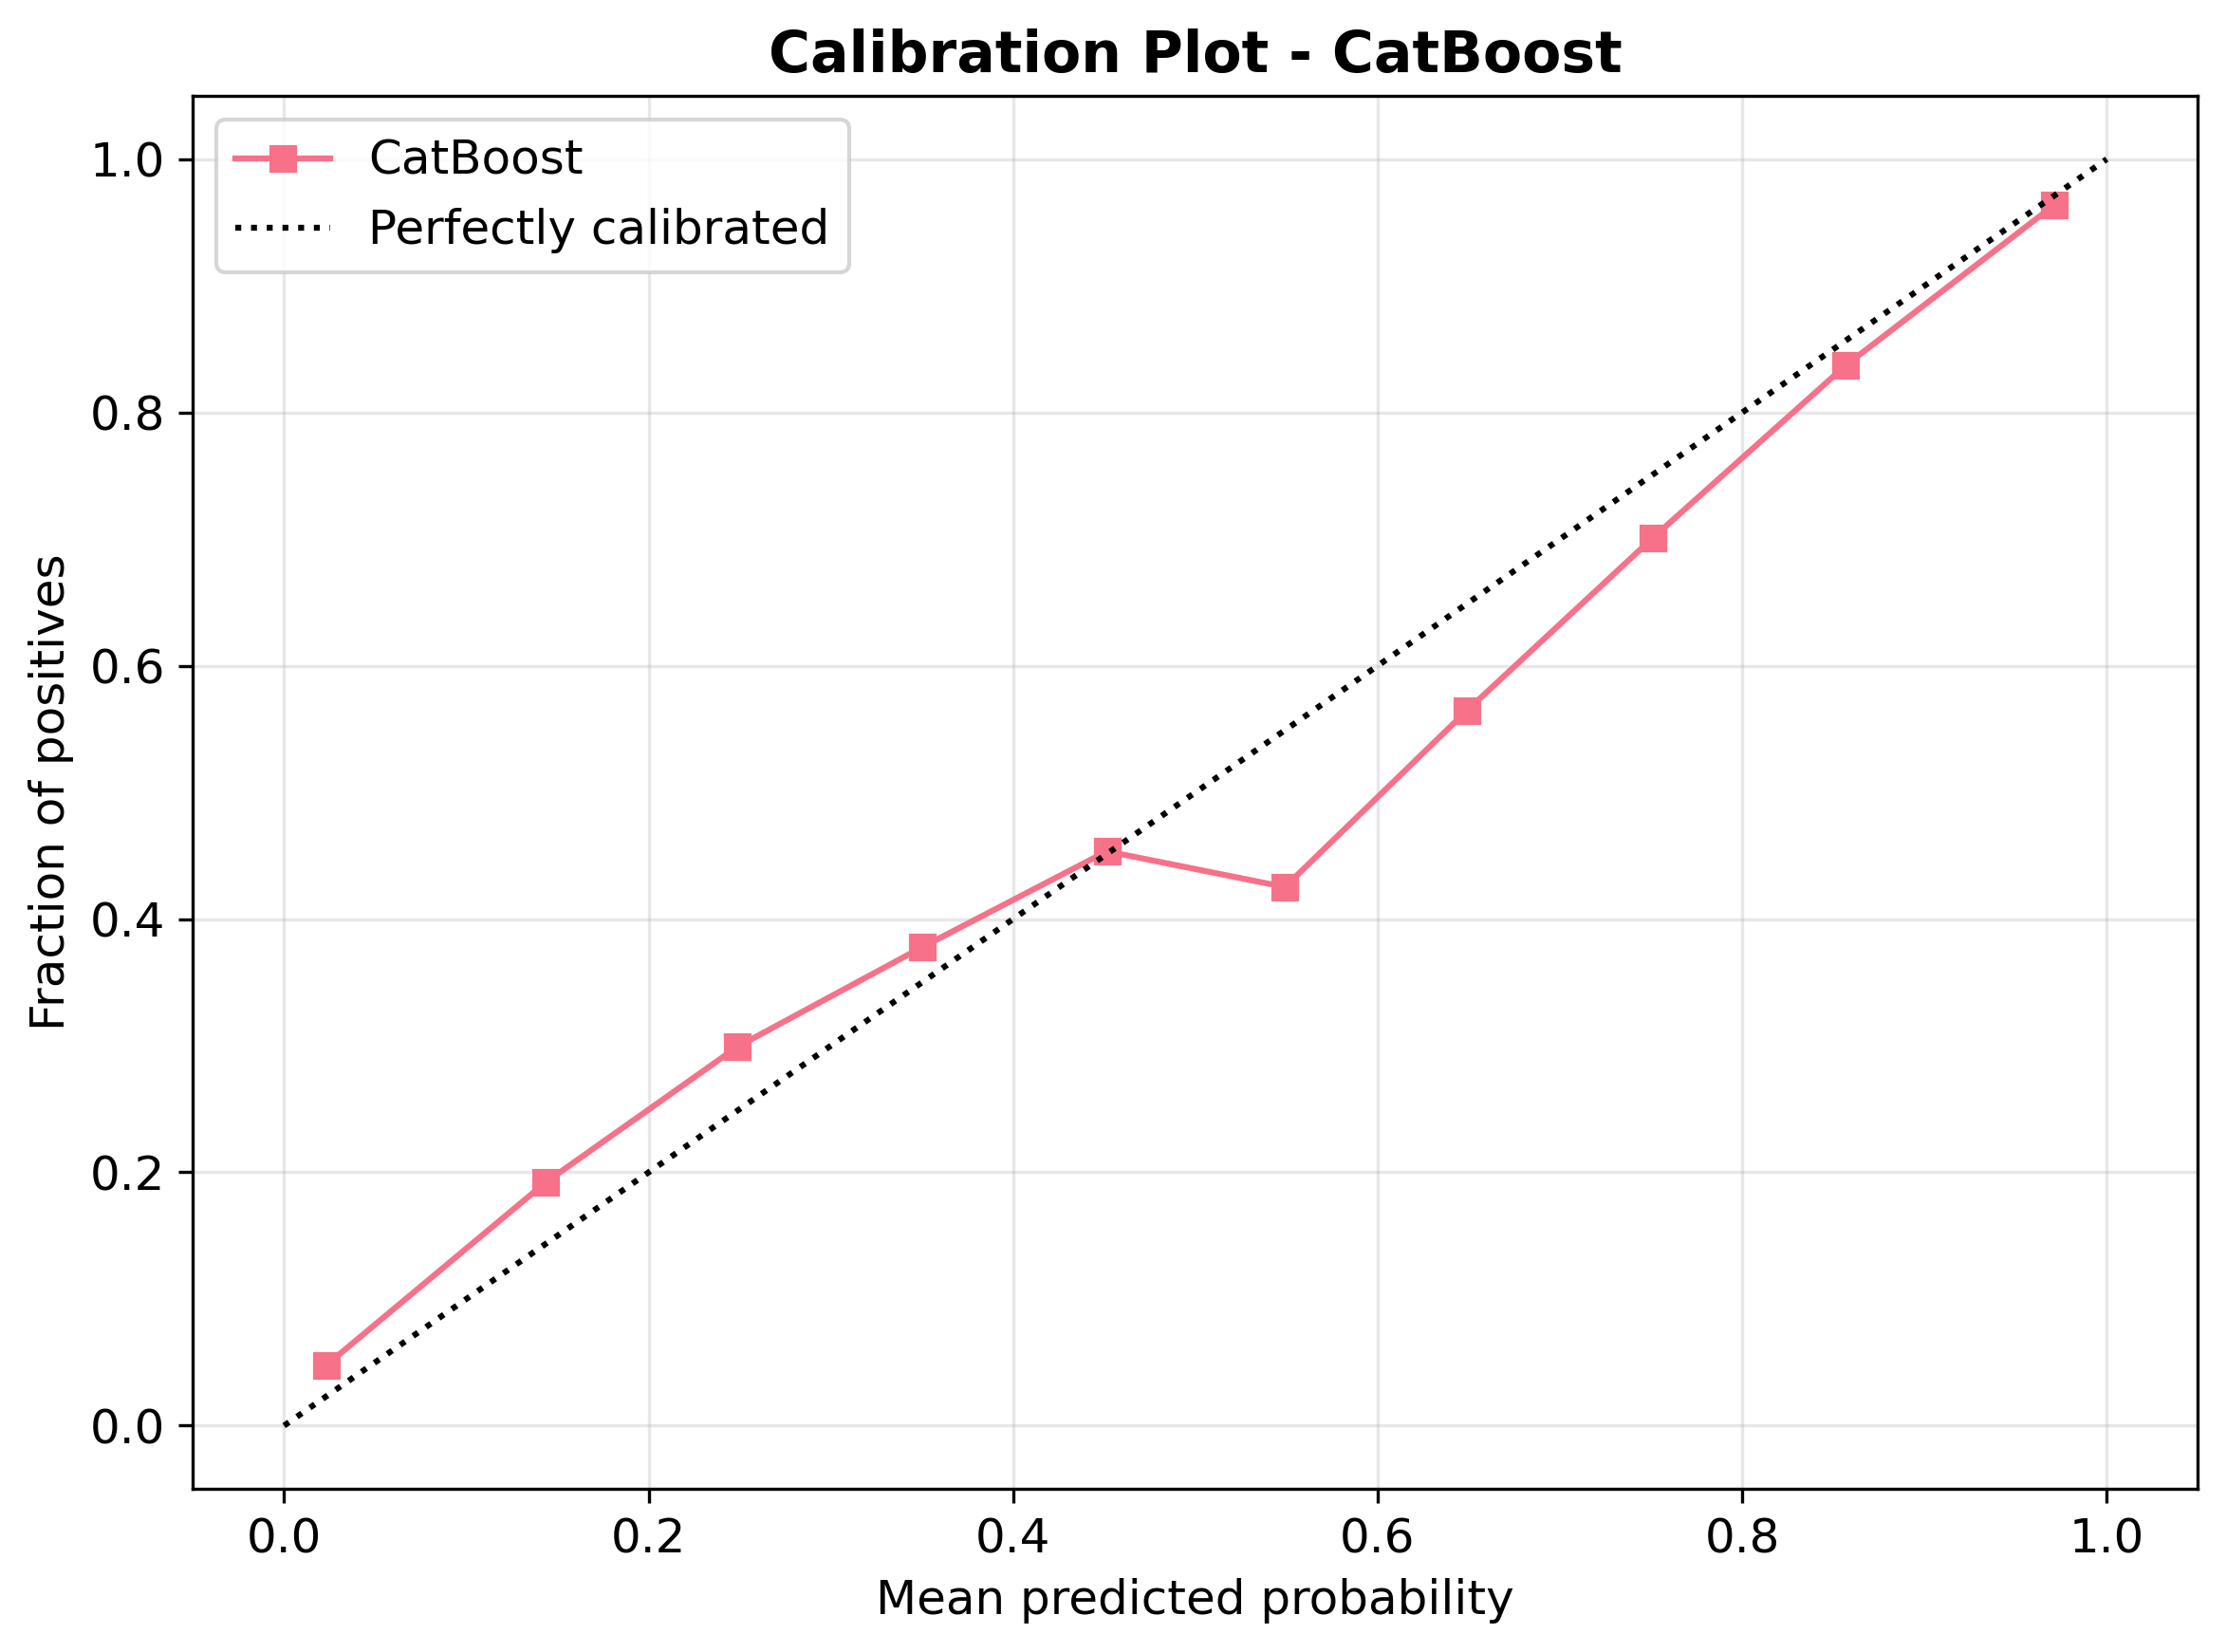 Calibration Plot - CatBoost
CatBoost
Perfectly calibrated
1.0
0.8
0.6
0.4
0.2
0.0
Fraction of positives
0.0 0.2 0.4 0.6 0.8 1.0
Mean predicted probability